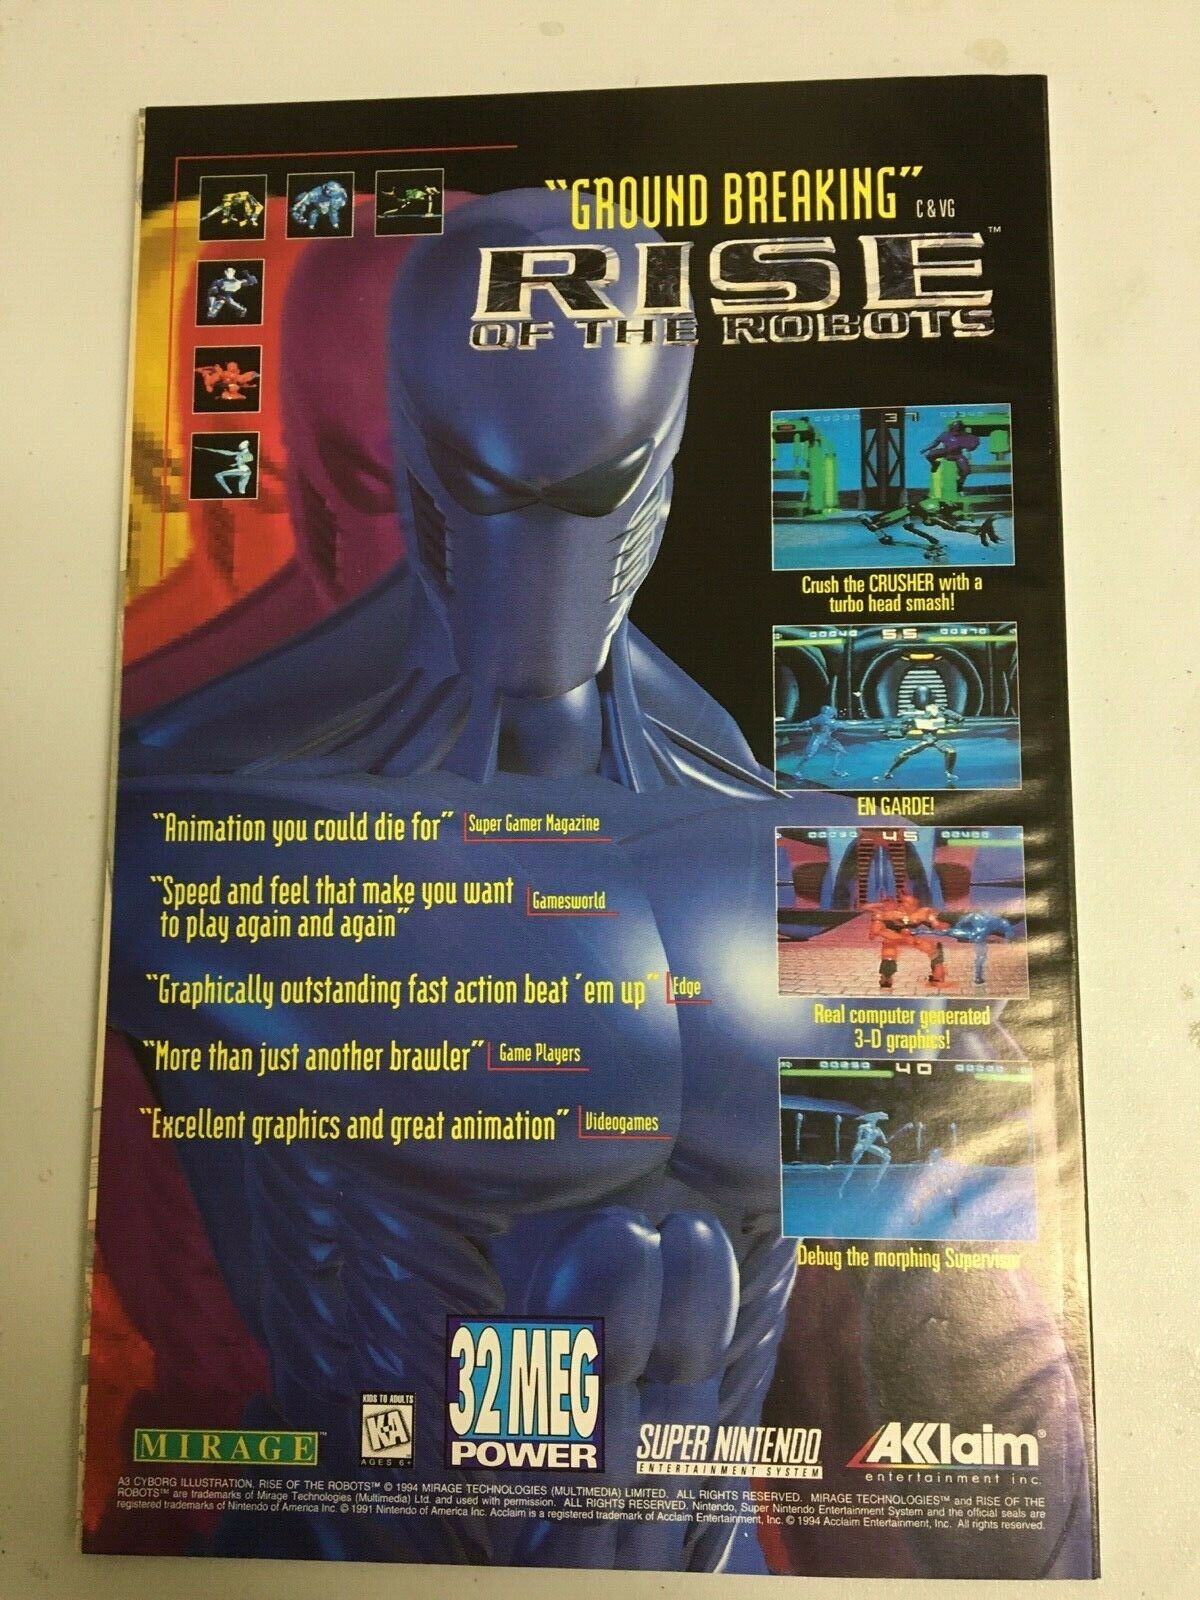 "GROUND BREAKING" C & VG
RISE™
OF THE ROBOTS
37
Crush the CRUSHER with a
turbo head smash!
55
EN GARDE!
45
Real computer generated
3-D graphics!
40
Debug the morphing Supervisor
"Animation you could die for" Super Gamer Magazine
"Speed and feel that make you want
to play again and again" Gamesworld
"Graphically outstanding fast action beat 'em up" Edge
"More than just another brawler" Game Players
"Excellent graphics and great animation" Videogames
MIRAGE™
KIDS TO ADULTS
K-A
AGES 6+
32 MEG
POWER
SUPER NINTENDO
ENTERTAINMENT SYSTEM
AKklaim®
entertainment inc.
A3 CYBORG ILLUSTRATION, RISE OF THE ROBOTS™ © 1994 MIRAGE TECHNOLOGIES (MULTIMEDIA) LIMITED. ALL RIGHTS RESERVED. MIRAGE TECHNOLOGIES™ and RISE OF THE
ROBOTS™ are trademarks of Mirage Technologies (Multimedia) Ltd. and used with permission. ALL RIGHTS RESERVED. Nintendo, Super Nintendo Entertainment System and the official seals are
registered trademarks of Nintendo of America Inc. © 1991 Nintendo of America Inc. Acclaim is a registered trademark of Acclaim Entertainment, Inc. © 1994 Acclaim Entertainment, Inc. All rights reserved.